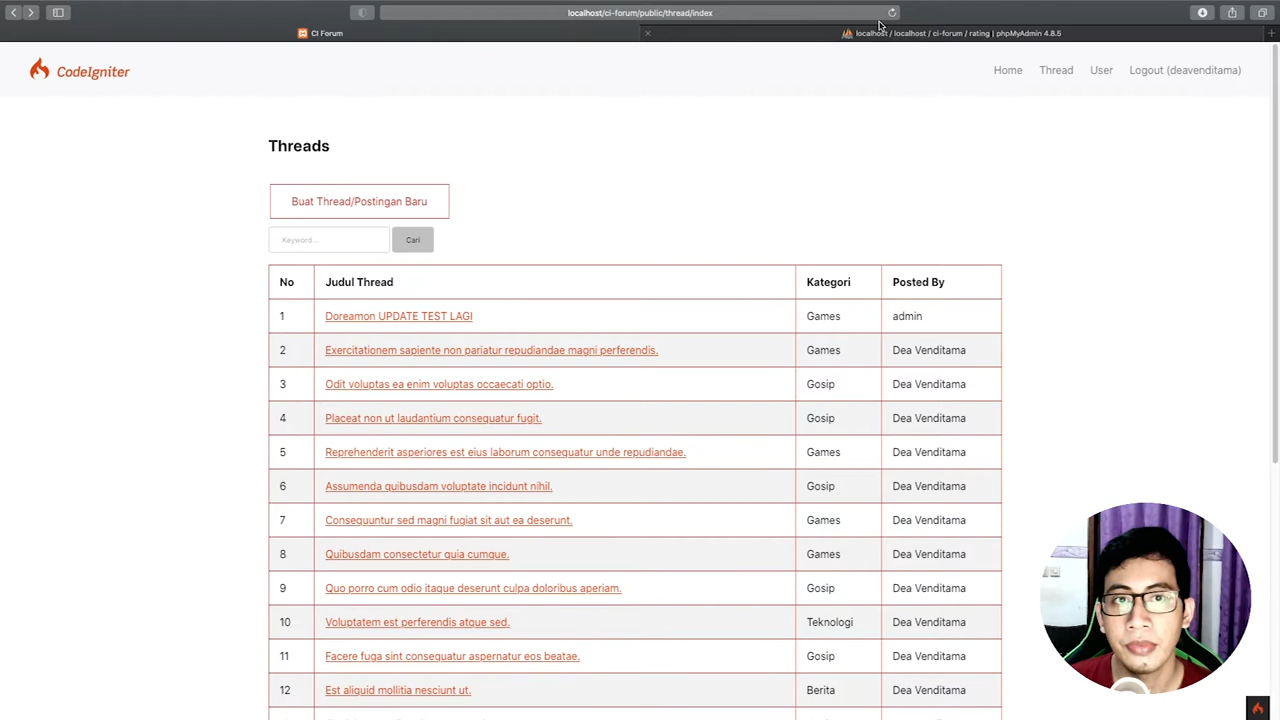 localhost/ci-forum/public/thread/index
CI Forum
localhost / localhost / ci-forum / rating | phpMyAdmin 4.8.5
CodeIgniter
Home Thread User Logout (deavenditama)
Threads
Buat Thread/Postingan Baru
Keyword... Cari
No Judul Thread Kategori Posted By
1 Doreamon UPDATE TEST LAGI Games admin
2 Exercitationem sapiente non pariatur repudiandae magni perferendis. Games Dea Venditama
3 Odit voluptas ea enim voluptas occaecati optio. Gosip Dea Venditama
4 Placeat non ut laudantium consequatur fugit. Gosip Dea Venditama
5 Reprehenderit asperiores est eius laborum consequatur unde repudiandae. Games Dea Venditama
6 Assumenda quibusdam voluptate incidunt nihil. Gosip Dea Venditama
7 Consequuntur sed magni fugiat sit aut ea deserunt. Games Dea Venditama
8 Quibusdam consectetur quia cumque. Games Dea Venditama
9 Quo porro cum odio itaque deserunt culpa doloribus aperiam. Gosip Dea Venditama
10 Voluptatem est perferendis atque sed. Teknologi Dea Venditama
11 Facere fuga sint consequatur aspernatur eos beatae. Gosip Dea Venditama
12 Est aliquid mollitia nesciunt ut. Berita Dea Venditama